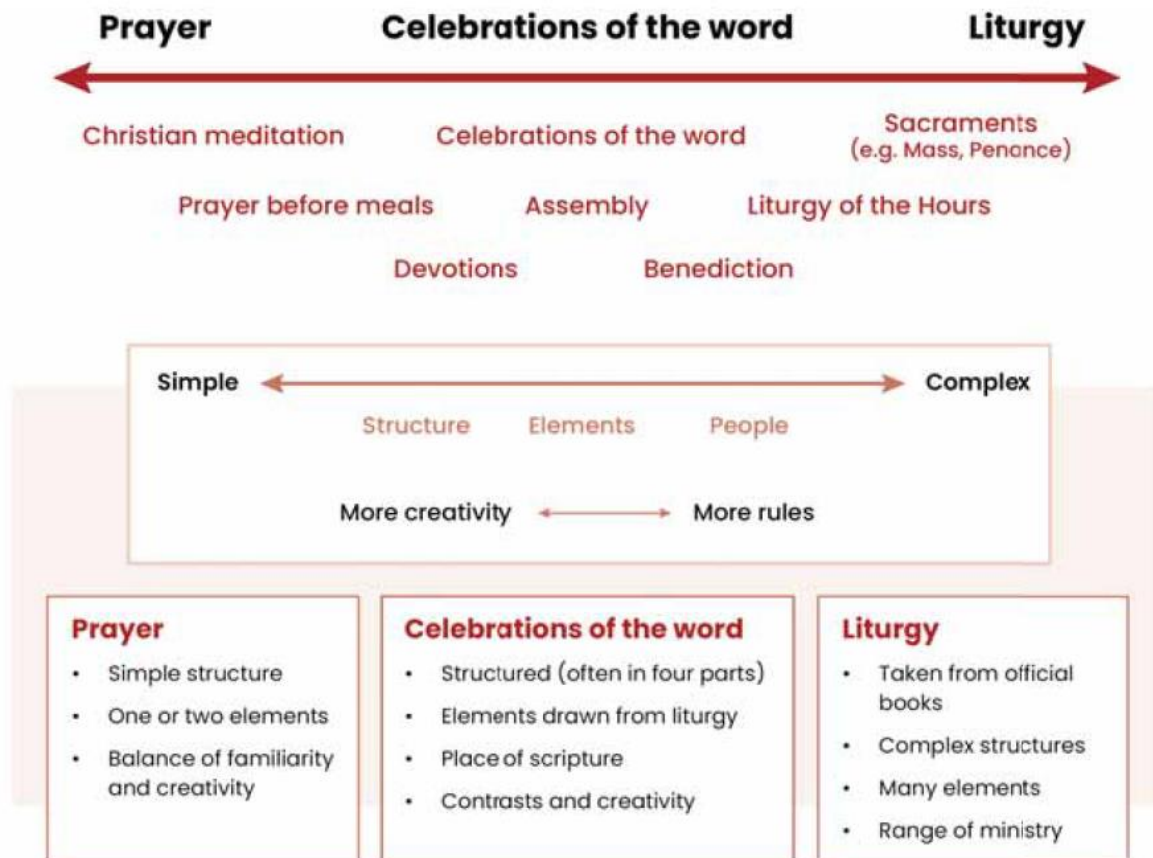 Prayer Celebrations of the word Liturgy
Christian meditation Celebrations of the word Sacraments
(e.g. Mass, Penance)
Prayer before meals Assembly Liturgy of the Hours
Devotions Benediction
Simple Complex
Structure Elements People
More creativity More rules
Prayer
• Simple structure
• One or two elements
• Balance of familiarity
and creativity
Celebrations of the word
• Structured (often in four parts)
• Elements drawn from liturgy
• Place of scripture
• Contrasts and creativity
Liturgy
• Taken from official
books
• Complex structures
• Many elements
• Range of ministry